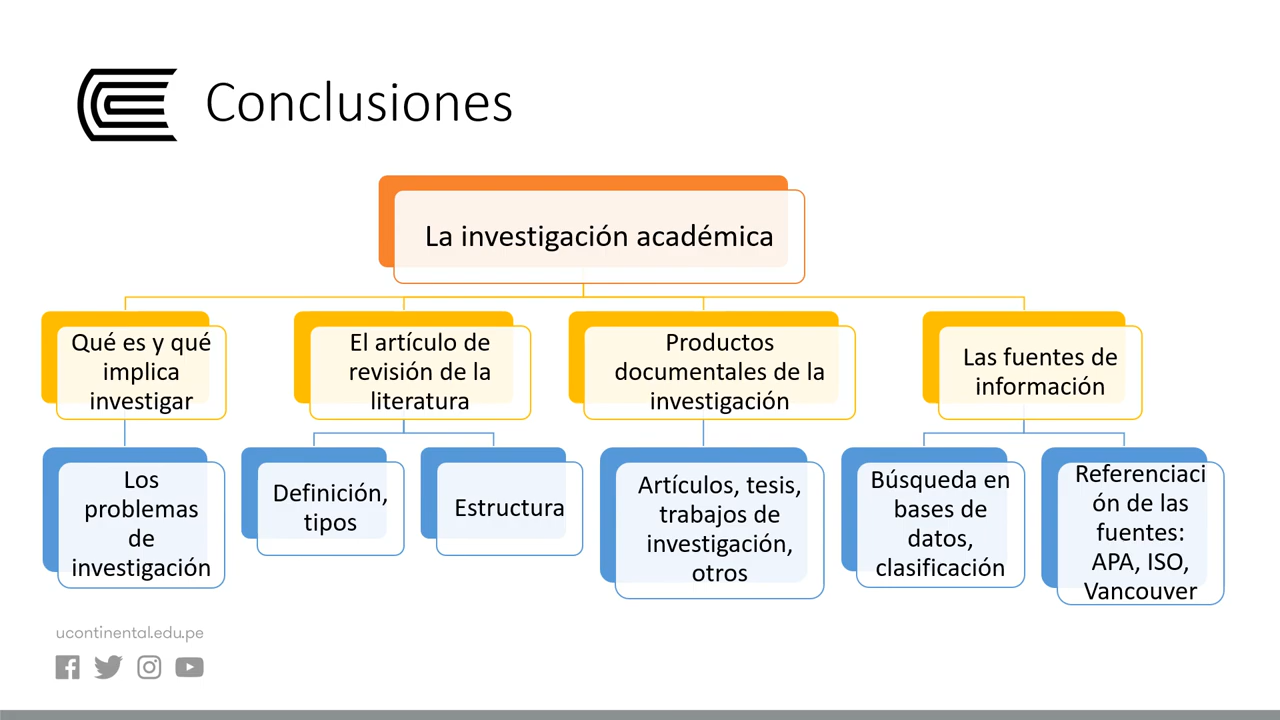 Conclusiones
La investigación académica
Qué es y qué
implica
investigar
El artículo de
revisión de la
literatura
Productos
documentales de la
investigación
Las fuentes de
información
Los
problemas
de
investigación
Definición,
tipos
Estructura
Artículos, tesis,
trabajos de
investigación,
otros
Búsqueda en
bases de
datos,
clasificación
Referenciaci
ón de las
fuentes:
APA, ISO,
Vancouver
ucontinental.edu.pe